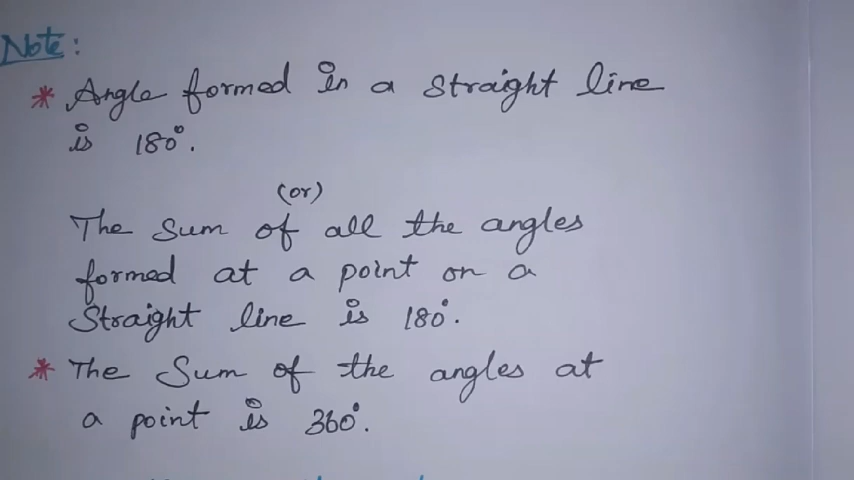 Note:
* Angle formed in a straight line
is 180°.
(or)
The sum of all the angles
formed at a point on a
straight line is 180°.
* The sum of the angles at
a point is 360°.